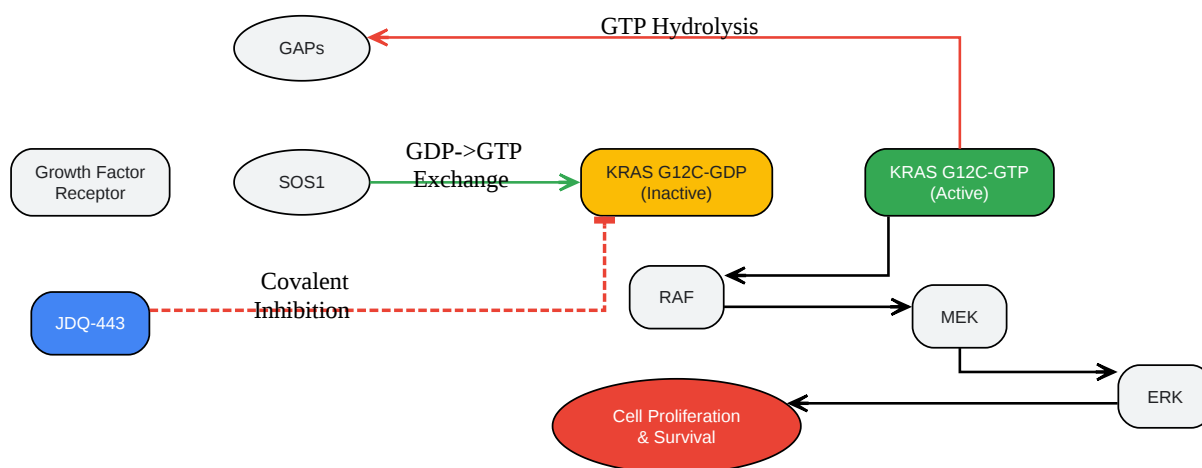 GTP Hydrolysis
GAPs
Growth Factor
Receptor
SOS1
GDP->GTP
Exchange
KRAS G12C-GDP
(Inactive)
KRAS G12C-GTP
(Active)
JDQ-443
Covalent
Inhibition
RAF
MEK
ERK
Cell Proliferation
& Survival